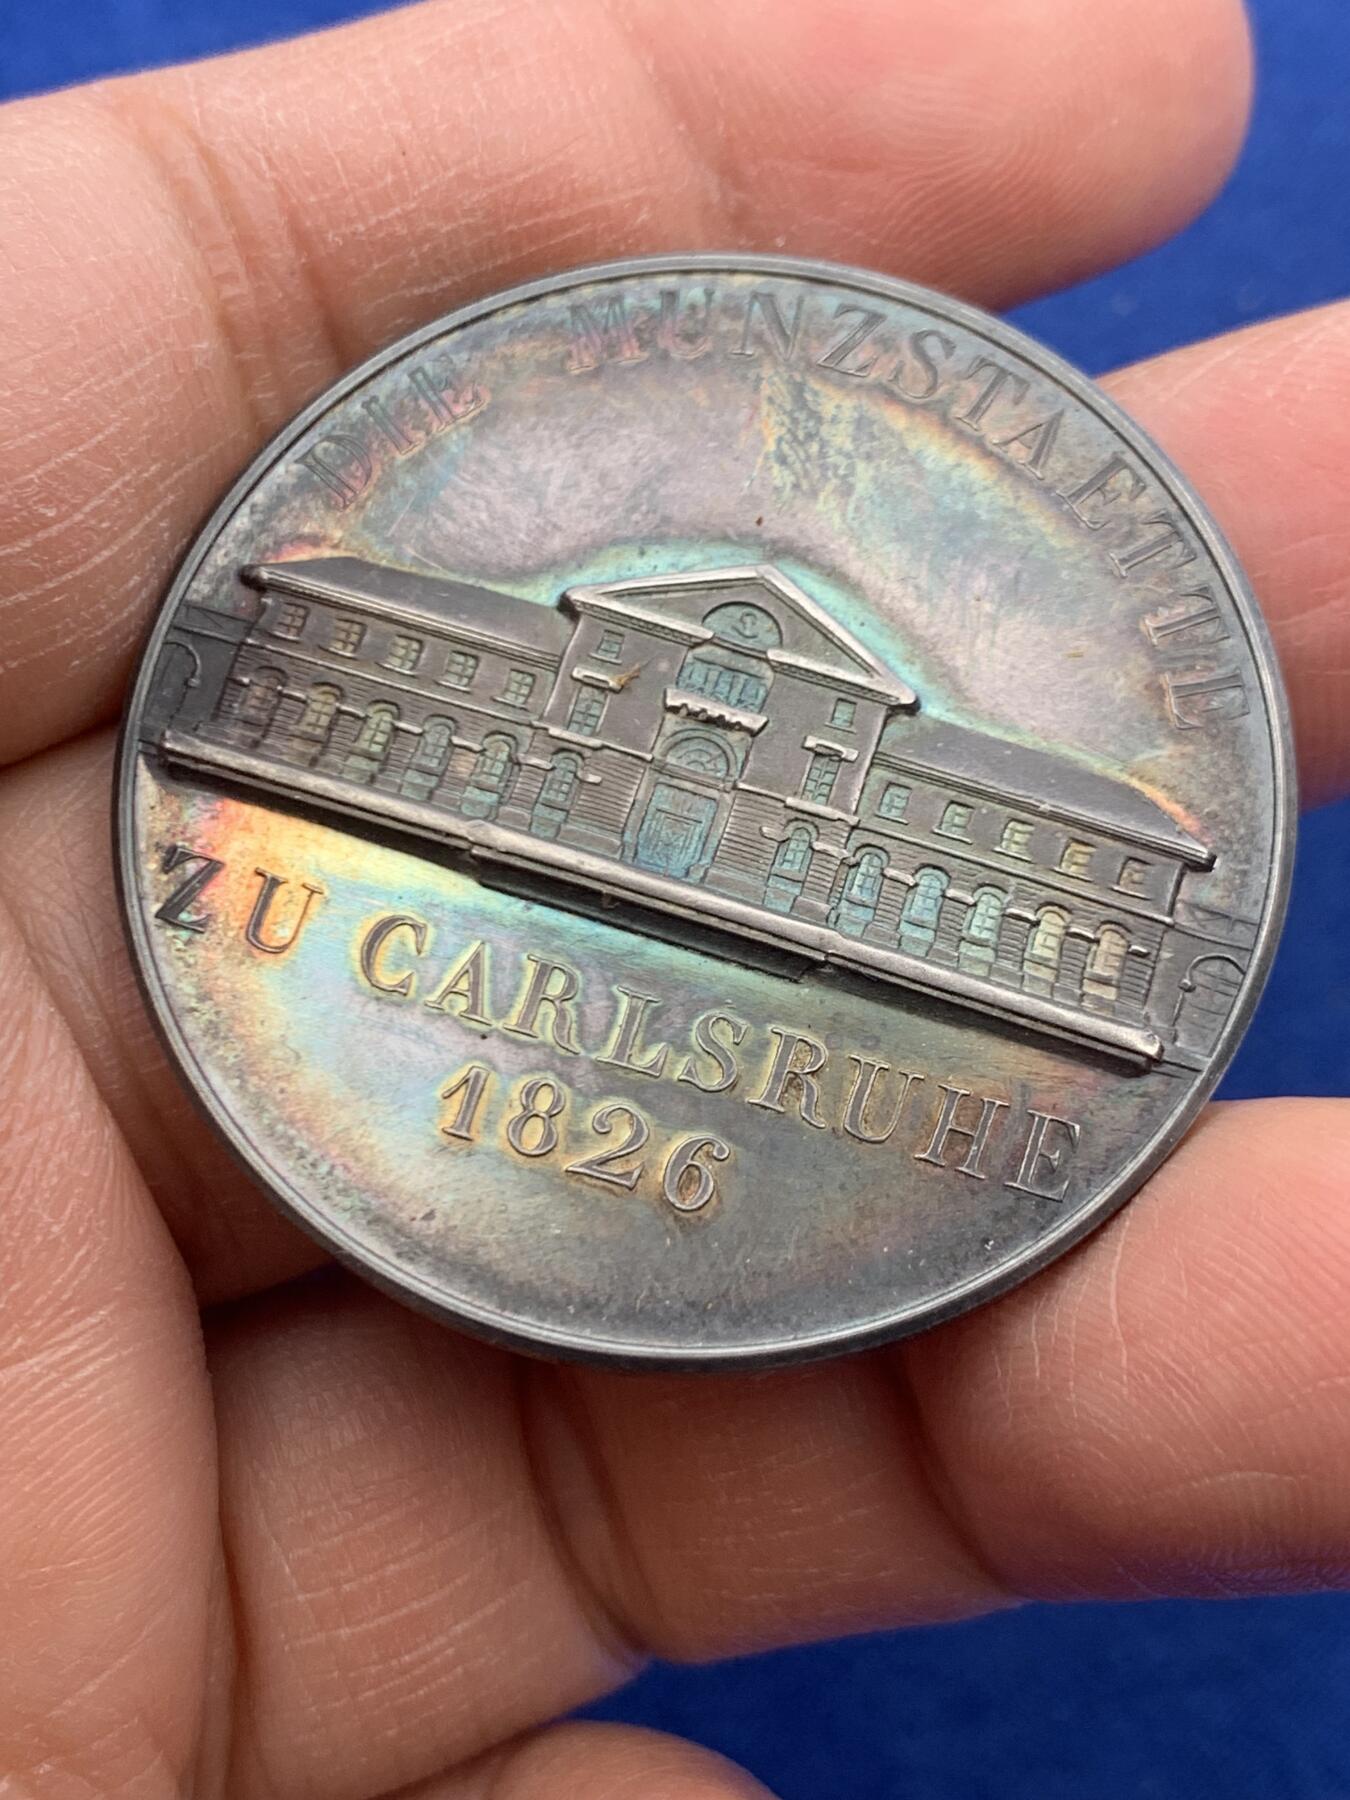 DIE MUNZSTAETTE
ZU CARLSRUHE
1826